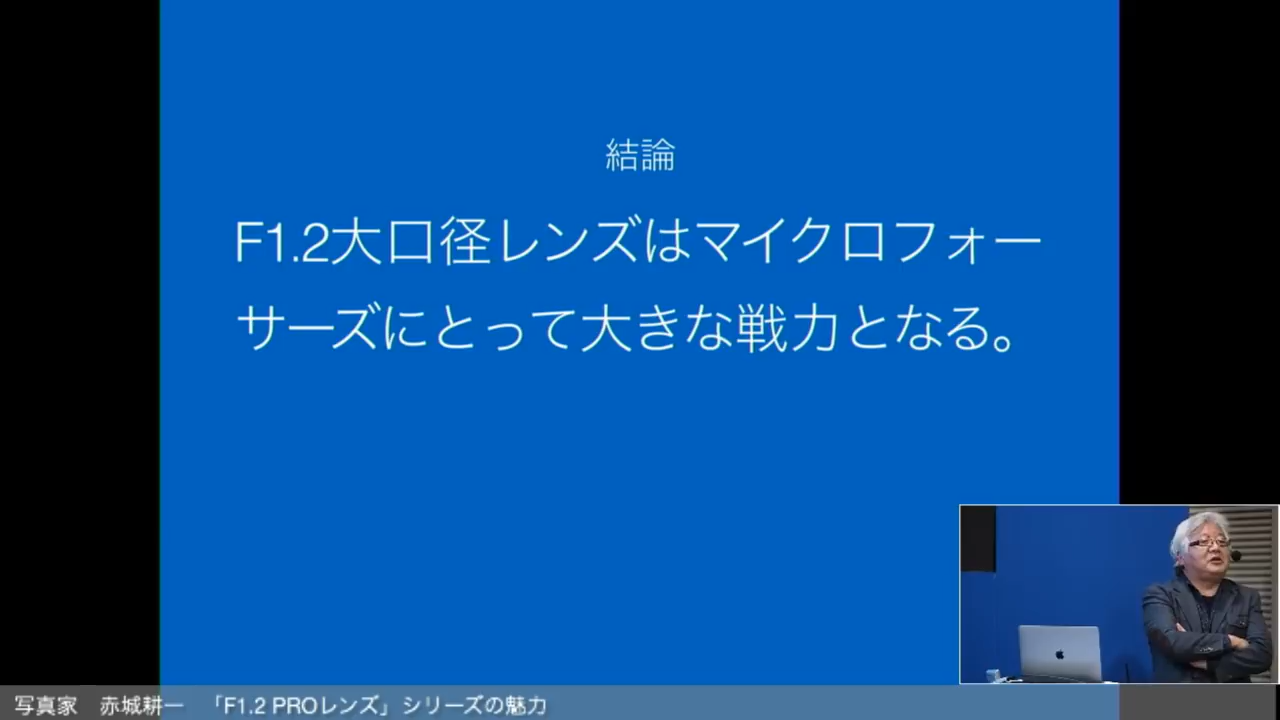 結論
F1.2大口径レンズはマイクロフォー
サーズにとって大きな戦力となる。
写真家　赤城耕一　「F1.2 PROレンズ」シリーズの魅力